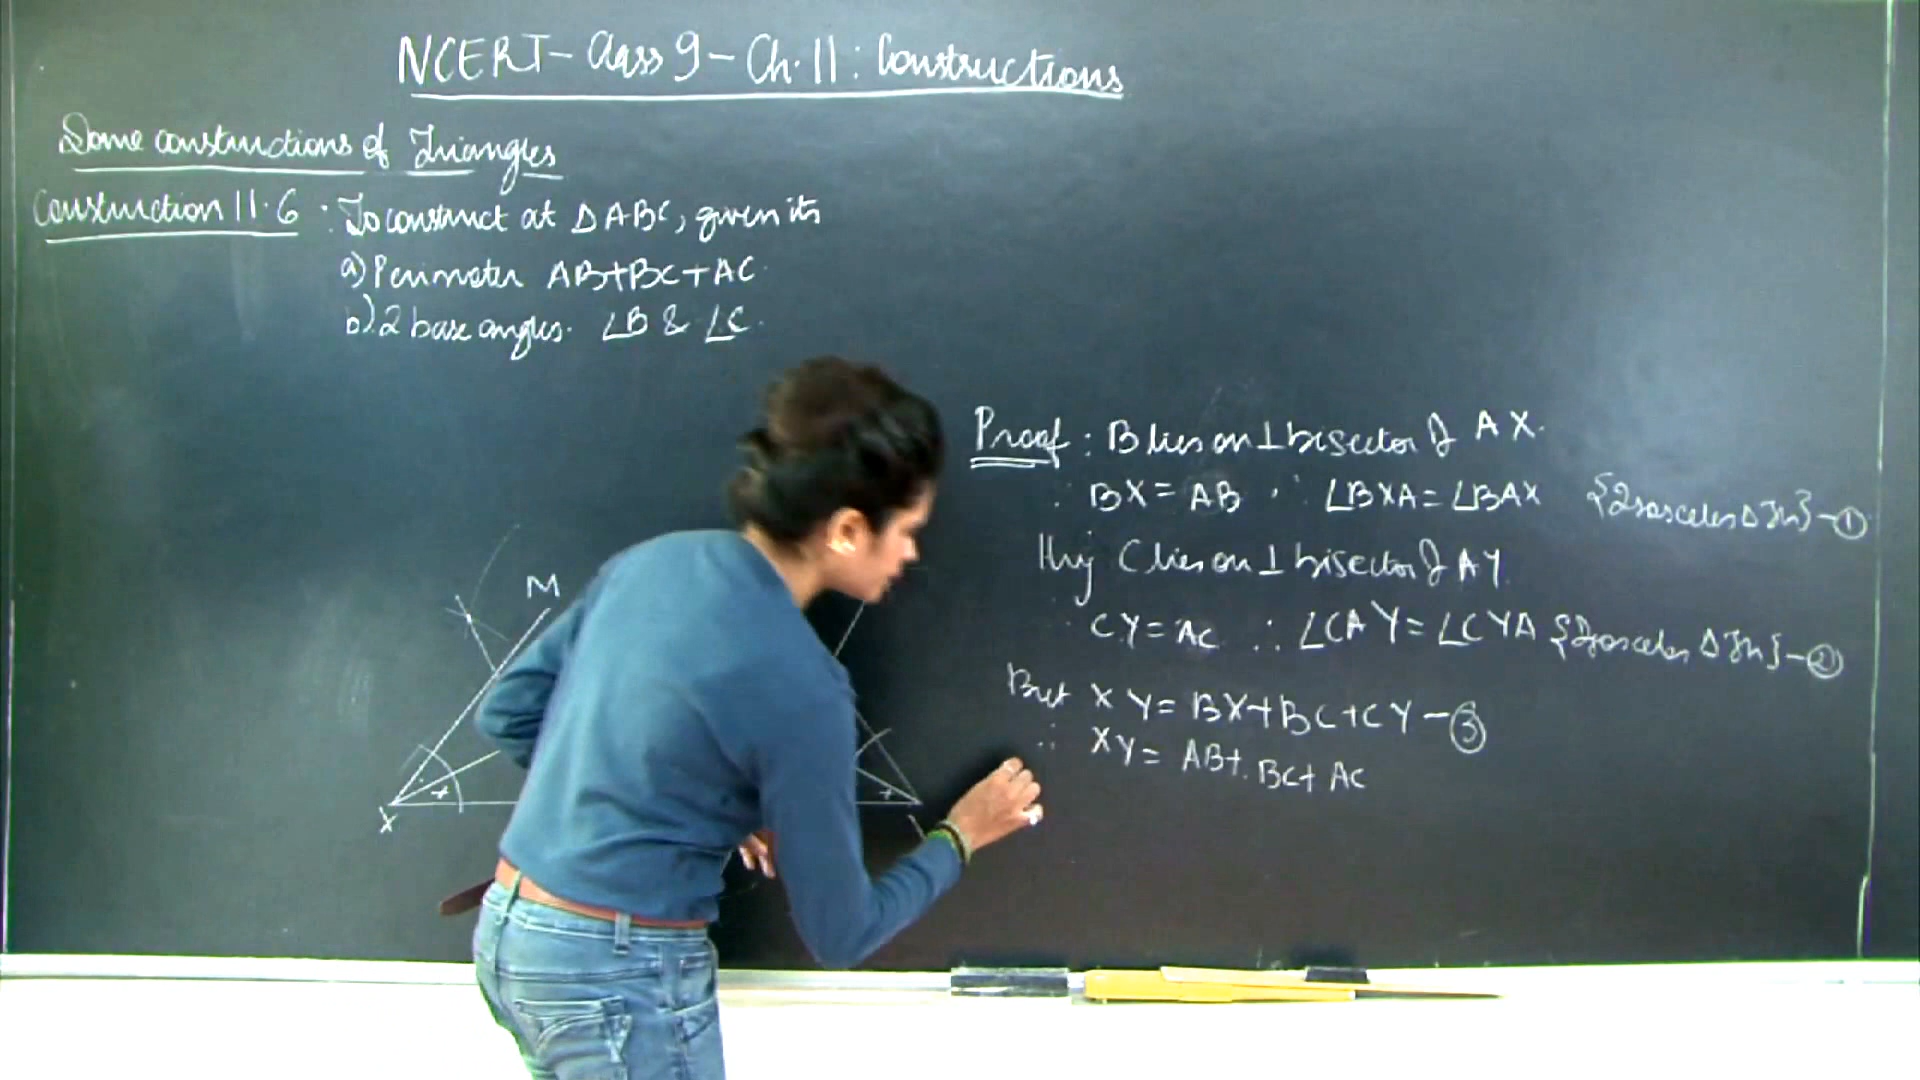 NCERT - Class 9 - Ch. 11 : Constructions
Some constructions of Triangles
Construction 11.6 : To construct at Δ ABC, given its
a) Perimeter AB+BC+AC.
b) 2 base angles. ∠B & ∠C.
Proof : B lies on ⊥ bisector of AX.
∴ BX = AB . ∴ ∠BXA = ∠BAX {Isosceles Δ Th} - ①
Illy C lies on ⊥ bisector of AY.
∴ CY = AC ∴ ∠CAY = ∠CYA {Isosceles Δ Th} - ②
But XY = BX + BC + CY - ③
∴ XY = AB + BC + AC
M
X